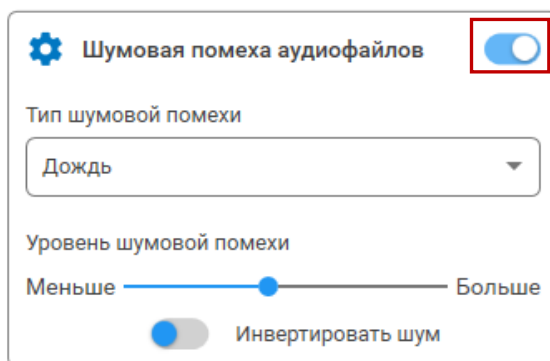 Шумовая помеха аудиофайлов
Тип шумовой помехи
Дождь
Уровень шумовой помехи
Меньше Больше
Инвертировать шум